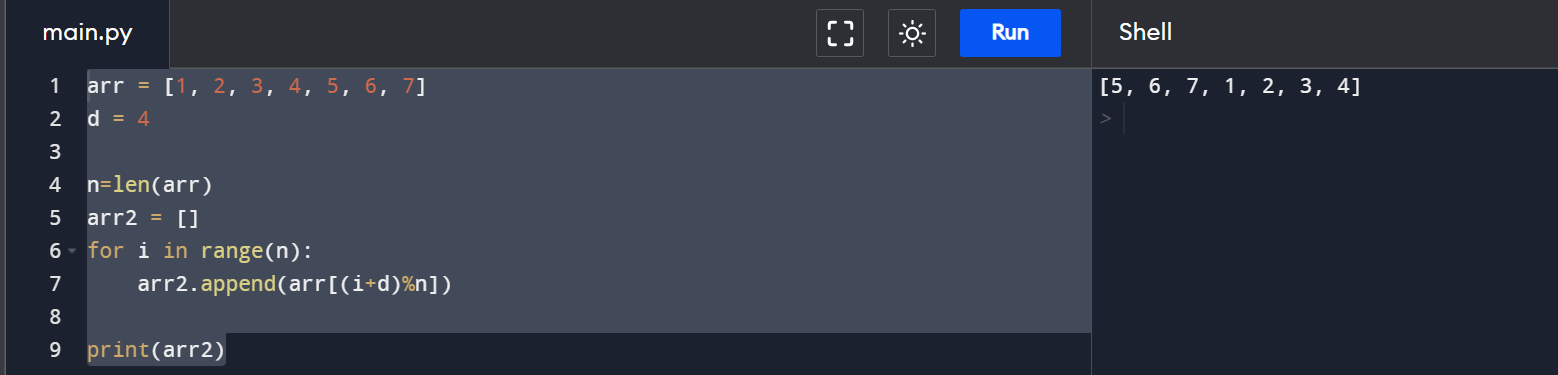 main.py
Run
Shell
1 arr = [1, 2, 3, 4, 5, 6, 7]
2 d = 4
3
4 n=len(arr)
5 arr2 = []
6 for i in range(n):
7     arr2.append(arr[(i+d)%n])
8
9 print(arr2)
[5, 6, 7, 1, 2, 3, 4]
>